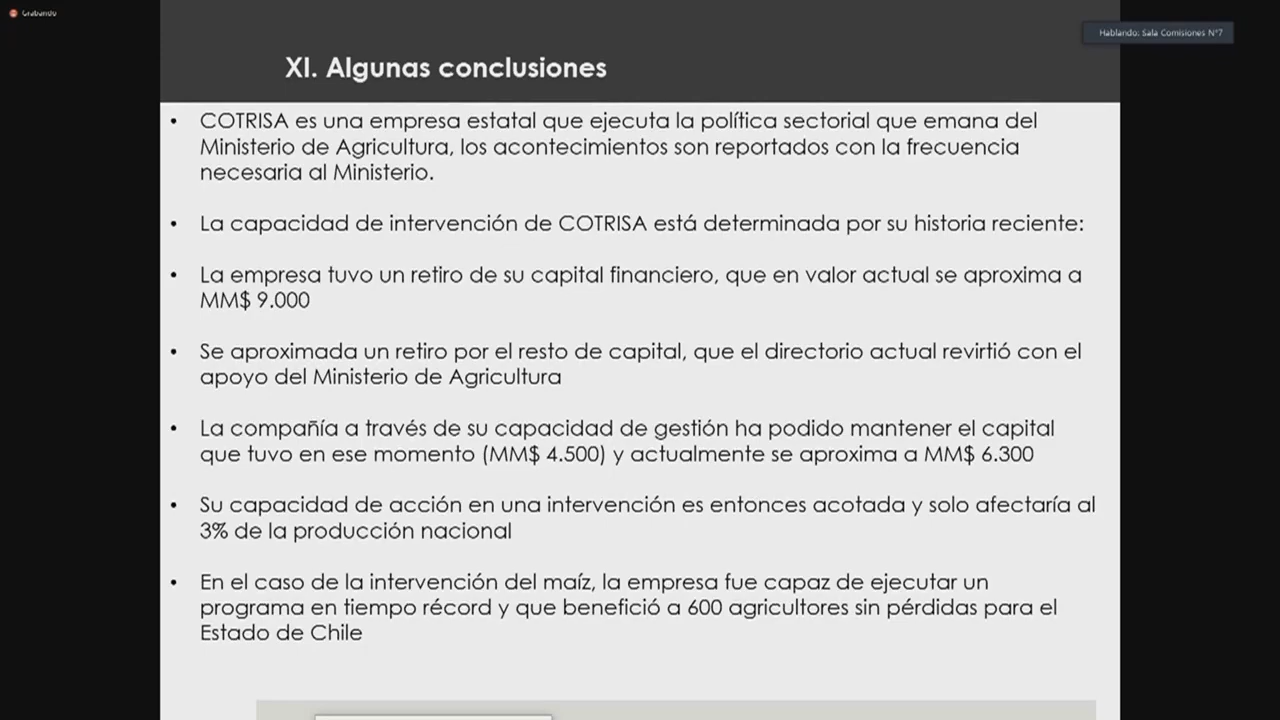 Grabando
Hablando: Sala Comisiones N°7
XI. Algunas conclusiones
• COTRISA es una empresa estatal que ejecuta la política sectorial que emana del
Ministerio de Agricultura, los acontecimientos son reportados con la frecuencia
necesaria al Ministerio.
• La capacidad de intervención de COTRISA está determinada por su historia reciente:
• La empresa tuvo un retiro de su capital financiero, que en valor actual se aproxima a
MM$ 9.000
• Se aproximada un retiro por el resto de capital, que el directorio actual revirtió con el
apoyo del Ministerio de Agricultura
• La compañía a través de su capacidad de gestión ha podido mantener el capital
que tuvo en ese momento (MM$ 4.500) y actualmente se aproxima a MM$ 6.300
• Su capacidad de acción en una intervención es entonces acotada y solo afectaría al
3% de la producción nacional
• En el caso de la intervención del maíz, la empresa fue capaz de ejecutar un
programa en tiempo récord y que benefició a 600 agricultores sin pérdidas para el
Estado de Chile